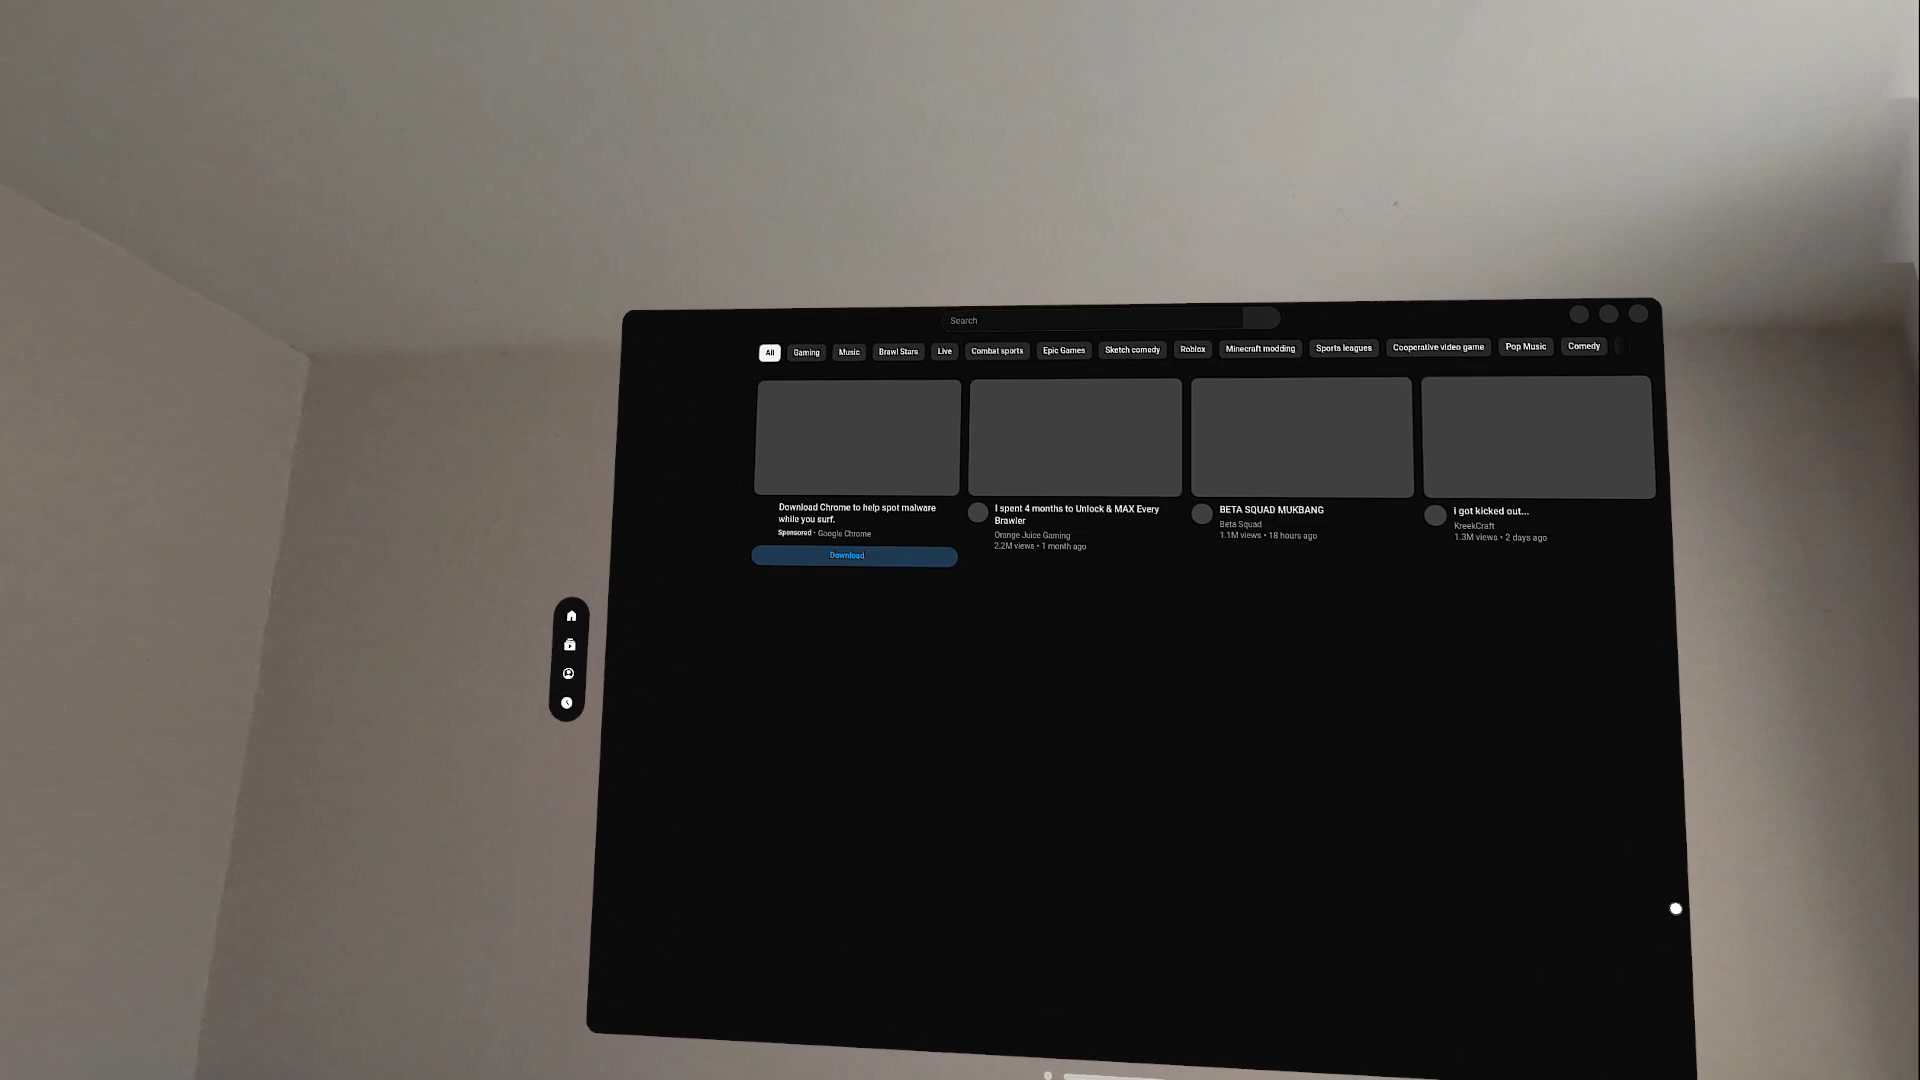 Search
All Gaming Music Brawl Stars Live Combat sports Epic Games Sketch comedy Roblox Minecraft modding Sports leagues Cooperative video game Pop Music Comedy
Download Chrome to help spot malware
while you surf.
Sponsored · Google Chrome
Download
I spent 4 months to Unlock & MAX Every
Brawler
Orange Juice Gaming
2.2M views • 1 month ago
BETA SQUAD MUKBANG
Beta Squad
1.1M views • 18 hours ago
i got kicked out...
KreekCraft
1.3M views • 2 days ago